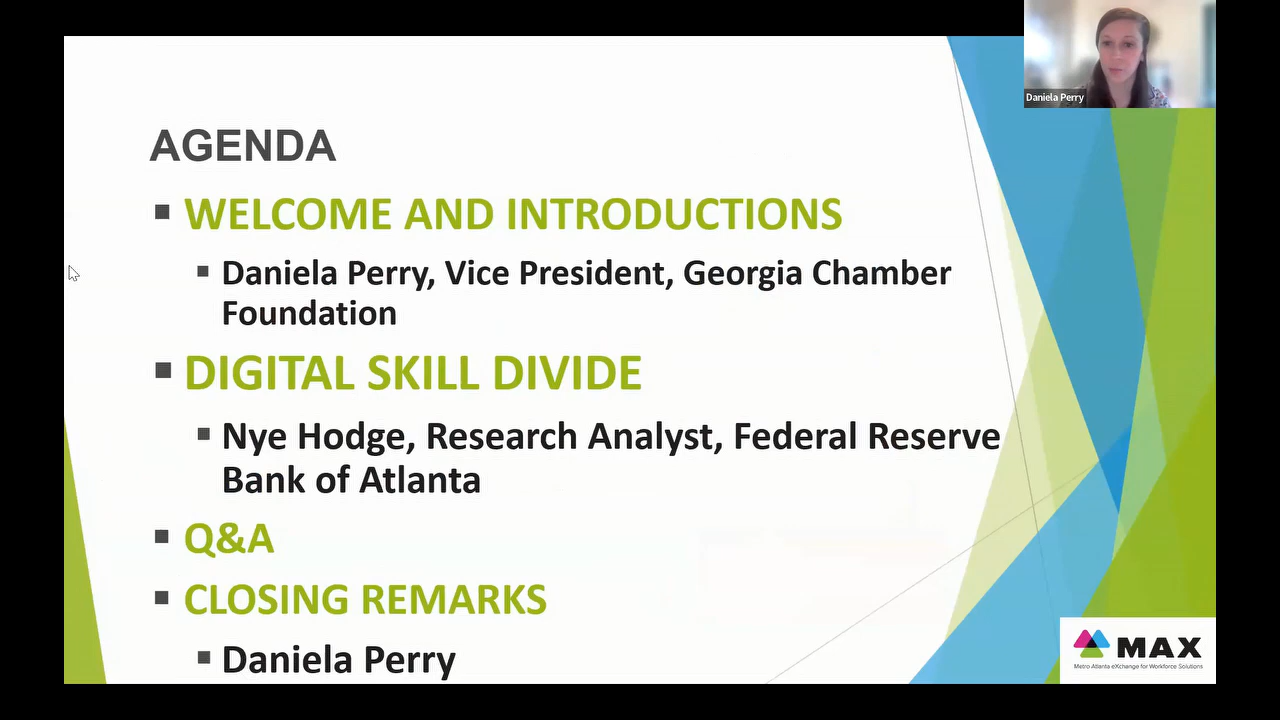 Daniela Perry
AGENDA
WELCOME AND INTRODUCTIONS
Daniela Perry, Vice President, Georgia Chamber
Foundation
DIGITAL SKILL DIVIDE
Nye Hodge, Research Analyst, Federal Reserve
Bank of Atlanta
Q&A
CLOSING REMARKS
Daniela Perry
MAX
Metro Atlanta eXchange for Workforce Solutions